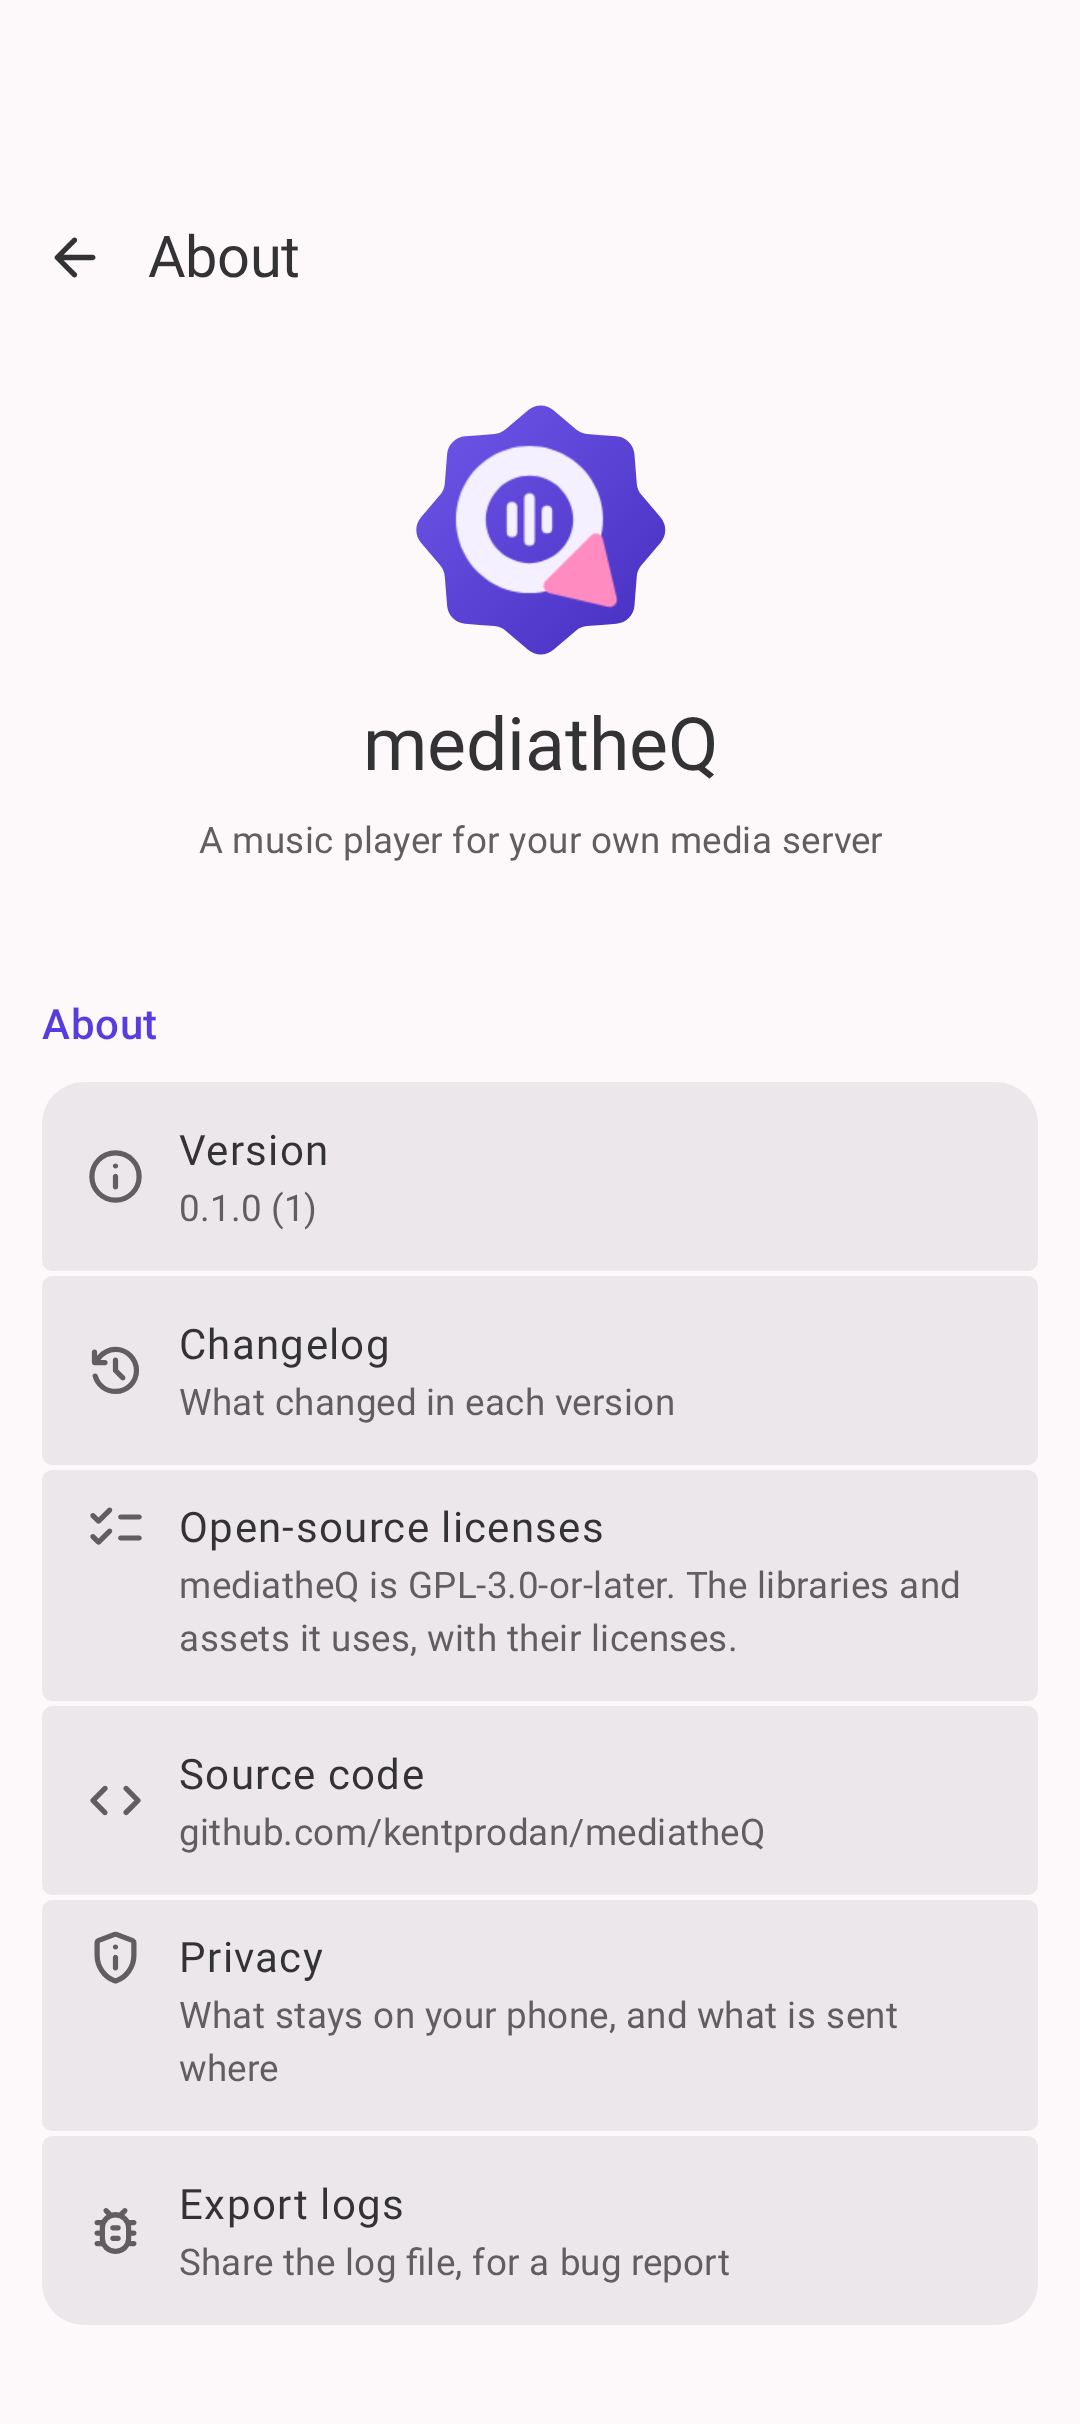 About
mediatheQ
A music player for your own media server
About
Version
0.1.0 (1)
Changelog
What changed in each version
Open-source licenses
mediatheQ is GPL-3.0-or-later. The libraries and
assets it uses, with their licenses.
Source code
github.com/kentprodan/mediatheQ
Privacy
What stays on your phone, and what is sent
where
Export logs
Share the log file, for a bug report